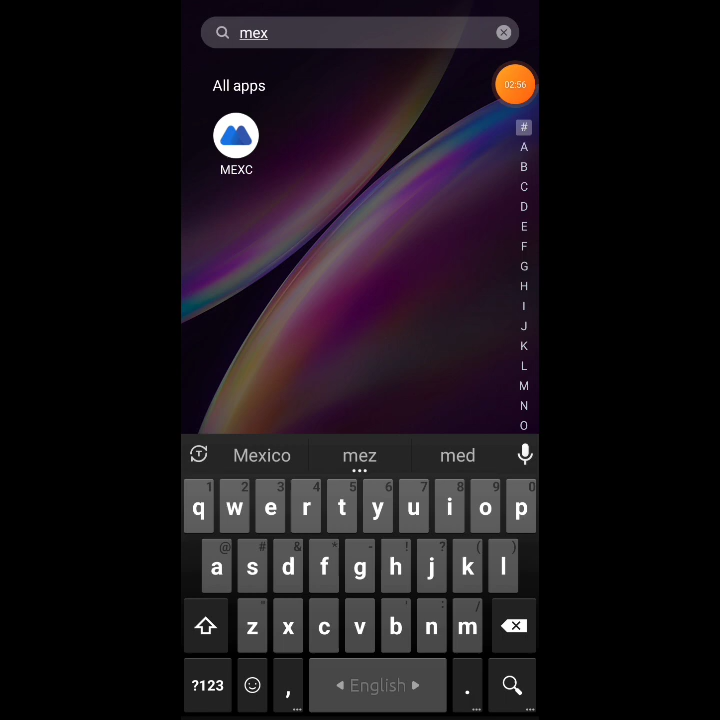 mex
All apps
02:56
MEXC
#
A
B
C
D
E
F
G
H
I
J
K
L
M
N
O
Mexico mez med
1 2 3 4 5 6 7 8 9 0
q w e r t y u i o p
@ # & * - ! ? ( )
a s d f g h j k l
" ' : /
z x c v b n m
?123 , English .